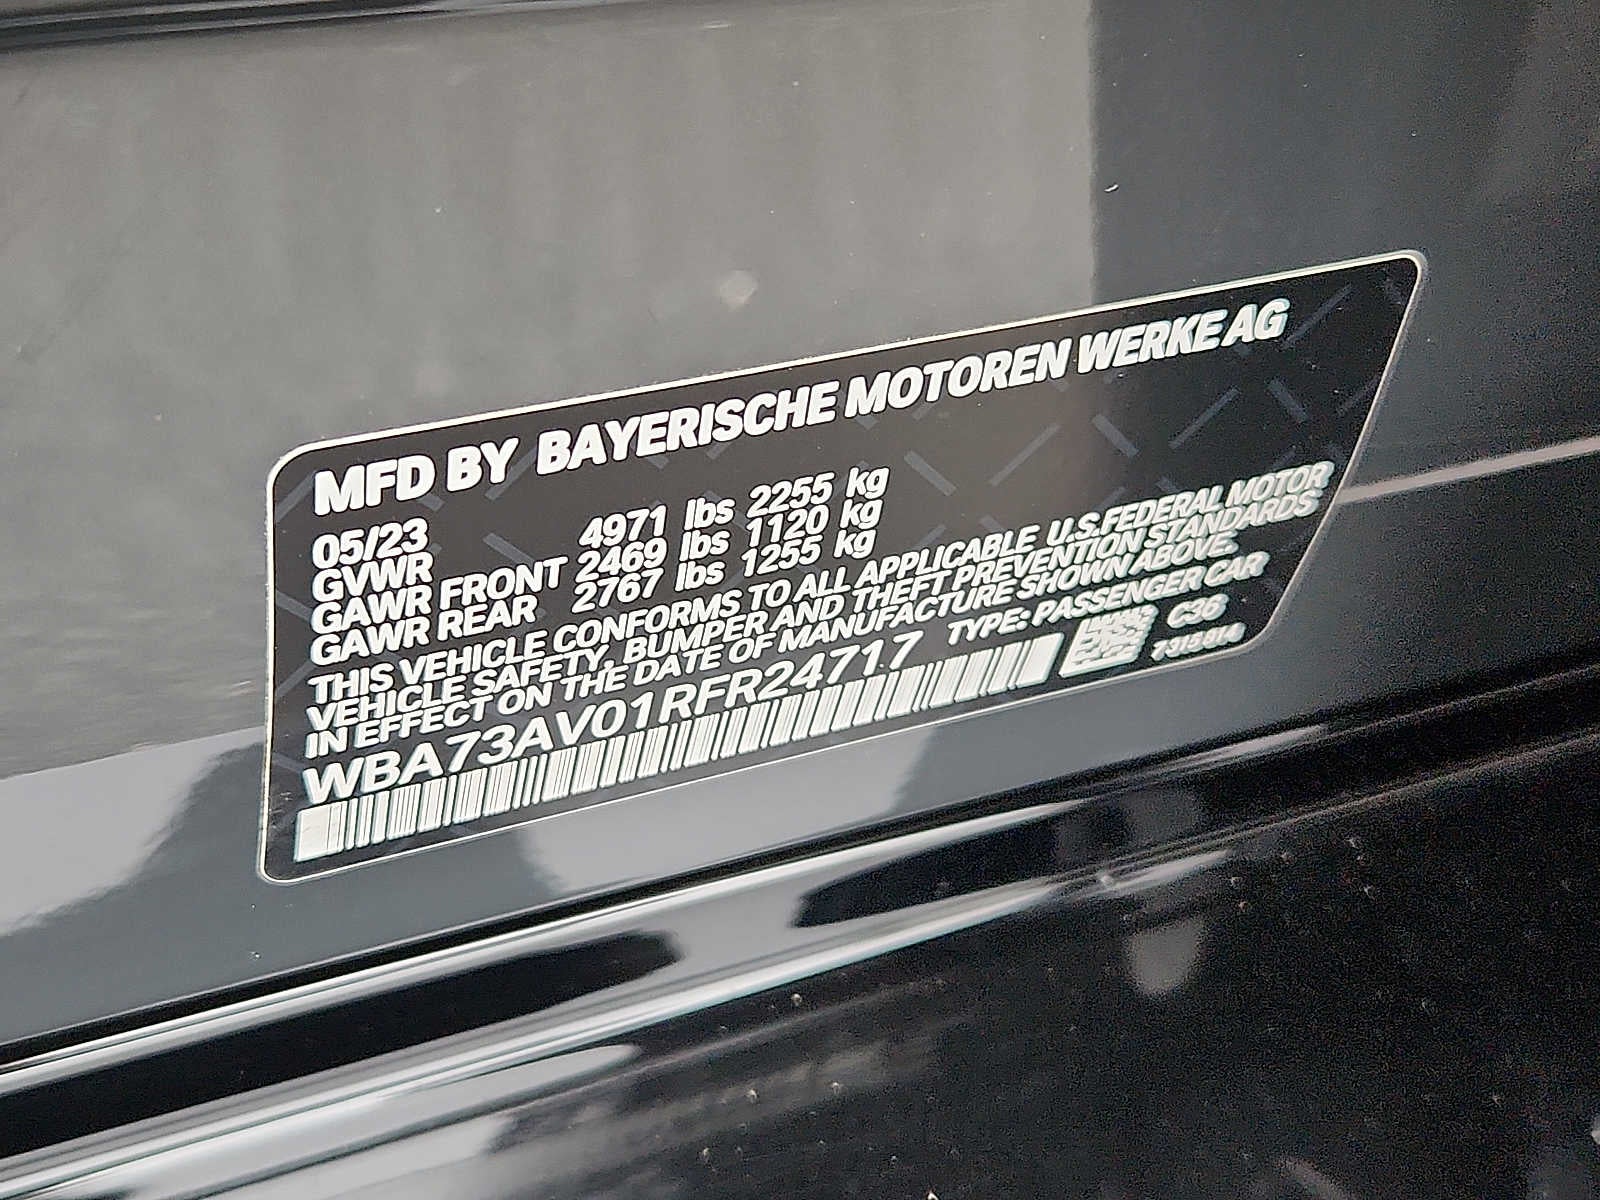 MFD BY BAYERISCHE MOTOREN WERKE AG
05/23
GVWR 4971 lbs 2255 kg
GAWR FRONT 2469 lbs 1120 kg
GAWR REAR 2767 lbs 1255 kg
THIS VEHICLE CONFORMS TO ALL APPLICABLE U.S.FEDERAL MOTOR
VEHICLE SAFETY, BUMPER AND THEFT PREVENTION STANDARDS
IN EFFECT ON THE DATE OF MANUFACTURE SHOWN ABOVE.
WBA73AV01RFR24717 TYPE: PASSENGER CAR
C36